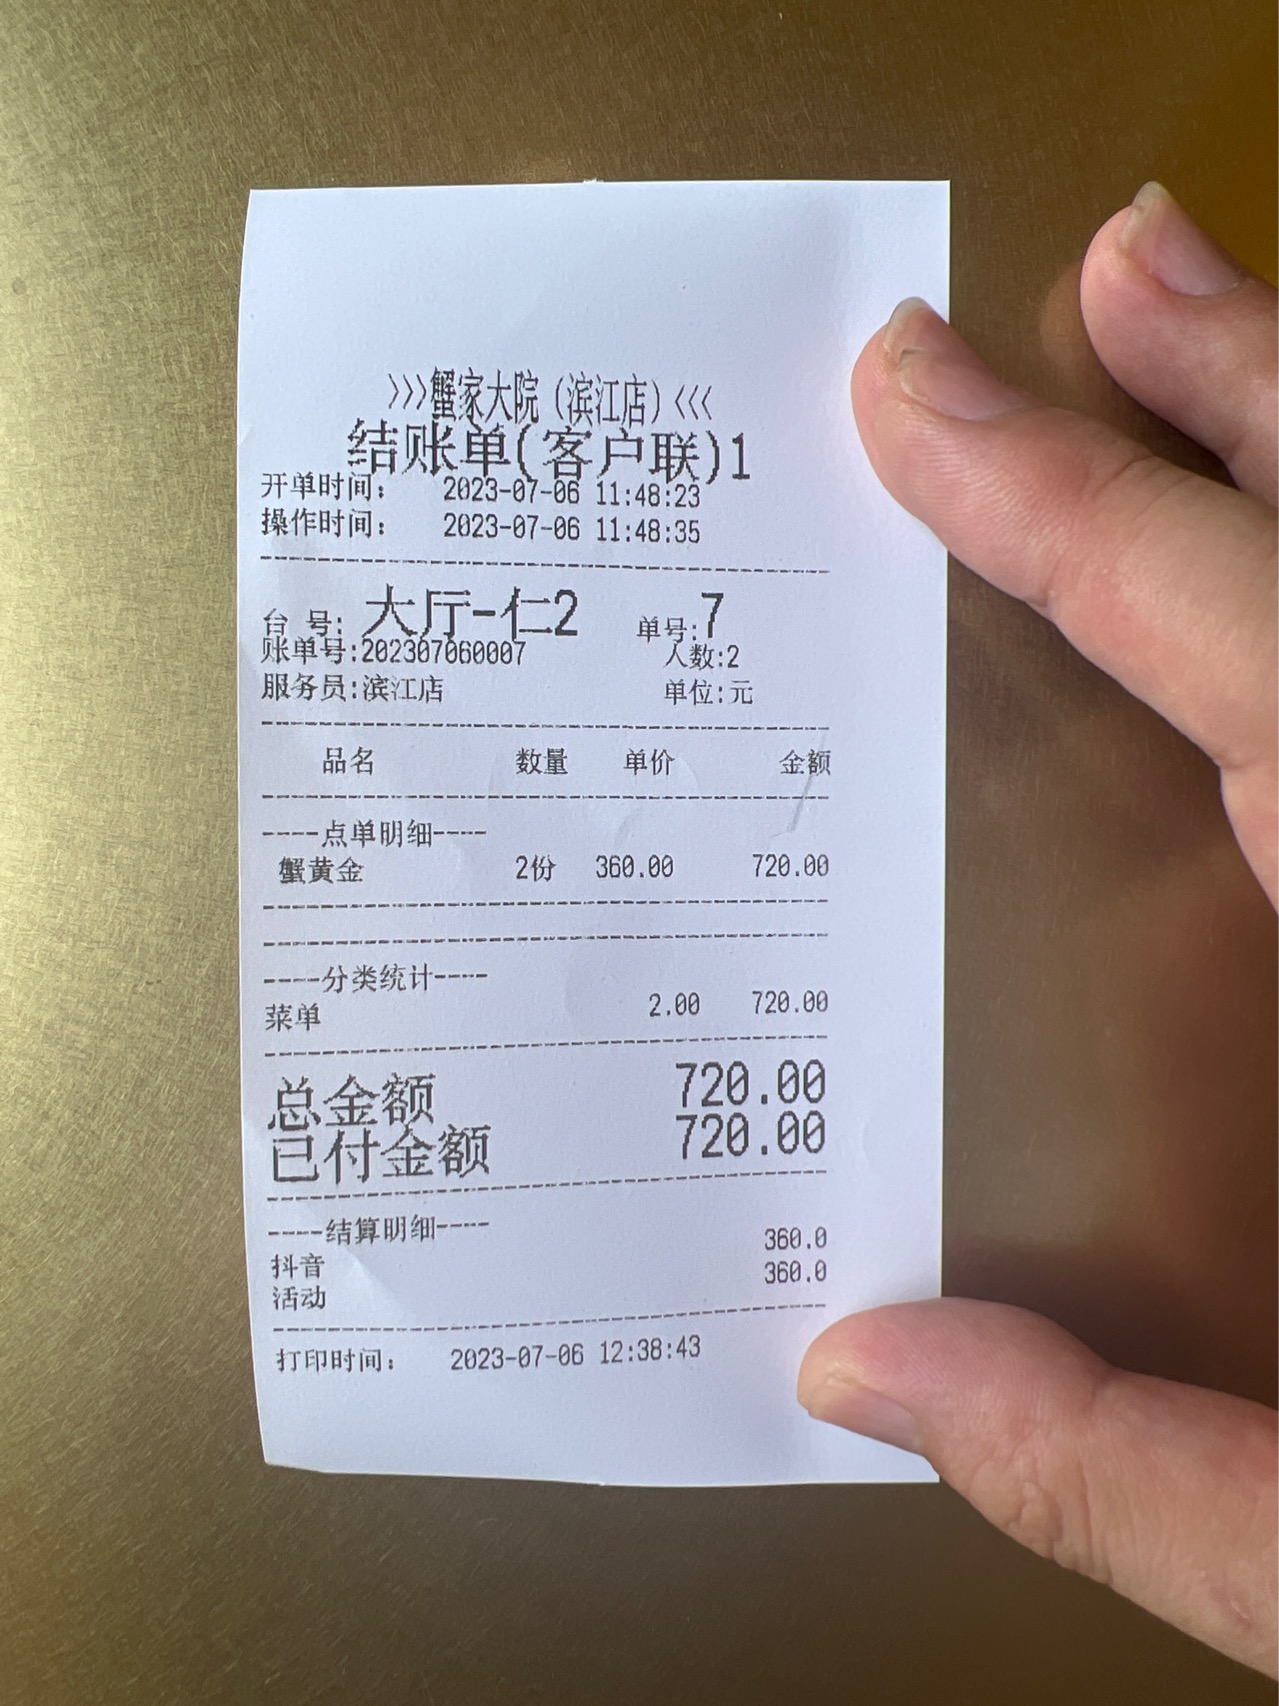 >>>蟹家大院（滨江店）<<<
结账单(客户联)1
开单时间： 2023-07-06 11:48:23
操作时间： 2023-07-06 11:48:35
台 号: 大厅-仁2 单号:7
账单号:202307060007 人数:2
服务员:滨江店 单位:元
品名 数量 单价 金额
----点单明细----
蟹黄金 2份 360.00 720.00
----分类统计----
菜单 2.00 720.00
总金额 720.00
已付金额 720.00
----结算明细----
抖音 360.0
活动 360.0
打印时间： 2023-07-06 12:38:43